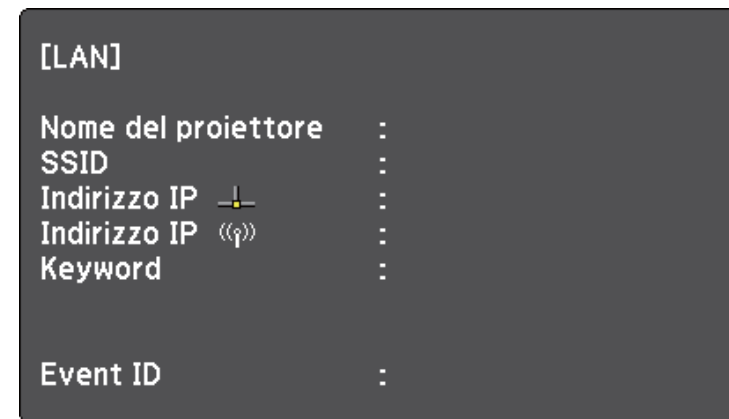 [LAN]
Nome del proiettore :
SSID :
Indirizzo IP :
Indirizzo IP :
Keyword :
Event ID :